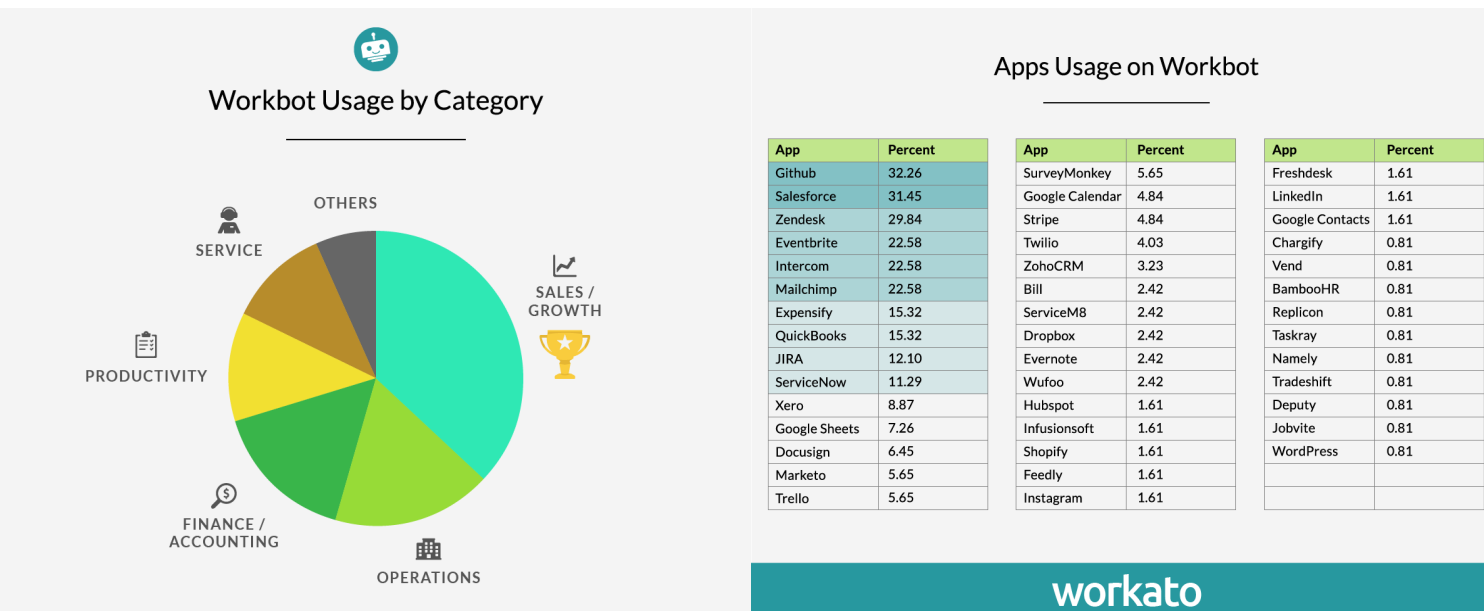 Workbot Usage by Category
OTHERS
SERVICE
SALES /
GROWTH
PRODUCTIVITY
$
FINANCE /
ACCOUNTING
OPERATIONS
Apps Usage on Workbot
App Percent
Github 32.26
Salesforce 31.45
Zendesk 29.84
Eventbrite 22.58
Intercom 22.58
Mailchimp 22.58
Expensify 15.32
QuickBooks 15.32
JIRA 12.10
ServiceNow 11.29
Xero 8.87
Google Sheets 7.26
Docusign 6.45
Marketo 5.65
Trello 5.65
App Percent
SurveyMonkey 5.65
Google Calendar 4.84
Stripe 4.84
Twilio 4.03
ZohoCRM 3.23
Bill 2.42
ServiceM8 2.42
Dropbox 2.42
Evernote 2.42
Wufoo 2.42
Hubspot 1.61
Infusionsoft 1.61
Shopify 1.61
Feedly 1.61
Instagram 1.61
App Percent
Freshdesk 1.61
LinkedIn 1.61
Google Contacts 1.61
Chargify 0.81
Vend 0.81
BambooHR 0.81
Replicon 0.81
Taskray 0.81
Namely 0.81
Tradeshift 0.81
Deputy 0.81
Jobvite 0.81
WordPress 0.81
workato